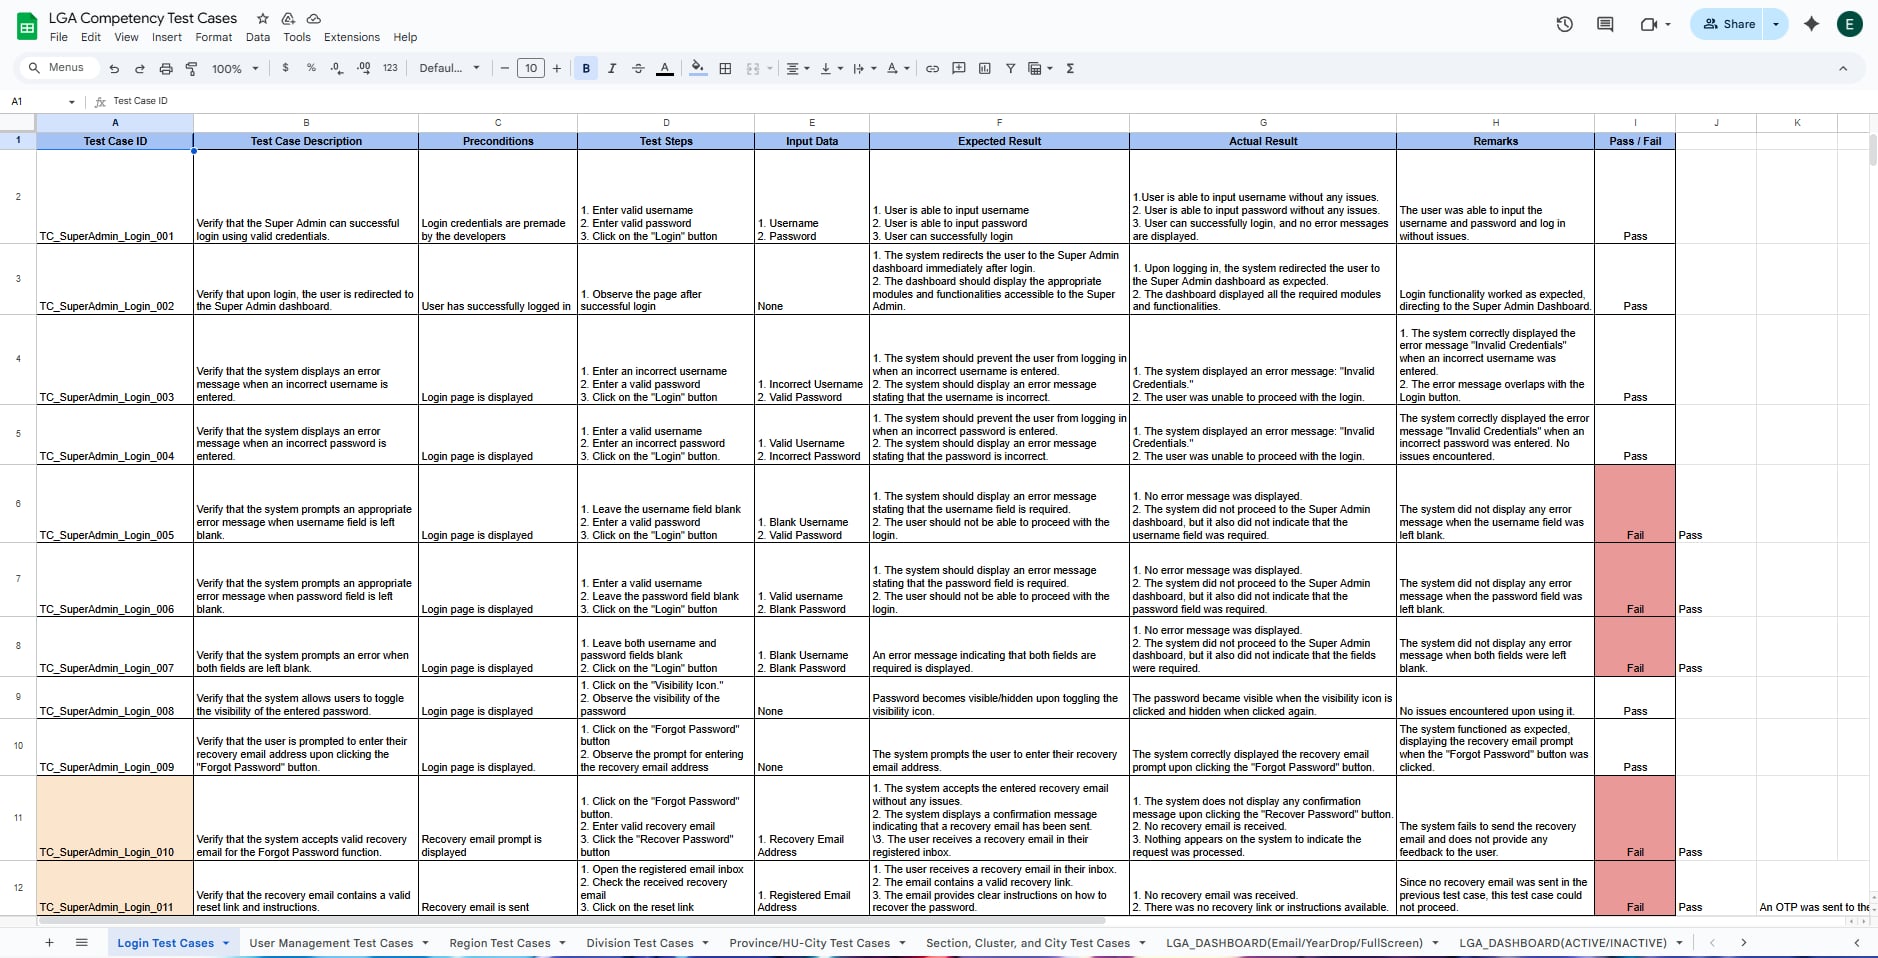 LGA Competency Test Cases
File Edit View Insert Format Data Tools Extensions Help
Share
E
Menus
100%
$ % .0 .00 123
Defaul...
10
B I A
A1
fx Test Case ID
A B C D E F G H I J K
1 Test Case ID Test Case Description Preconditions Test Steps Input Data Expected Result Actual Result Remarks Pass / Fail
2
TC_SuperAdmin_Login_001
Verify that the Super Admin can successful
login using valid credentials.
Login credentials are premade
by the developers
1. Enter valid username
2. Enter valid password
3. Click on the "Login" button
1. Username
2. Password
1. User is able to input username
2. User is able to input password
3. User can successfully login
1.User is able to input username without any issues.
2. User is able to input password without any issues.
3. User can successfully login, and no error messages
are displayed.
The user was able to input the
username and password and log in
without issues.
Pass
3
TC_SuperAdmin_Login_002
Verify that upon login, the user is redirected to
the Super Admin dashboard.
User has successfully logged in
1. Observe the page after
successful login
None
1. The system redirects the user to the Super Admin
dashboard immediately after login.
2. The dashboard should display the appropriate
modules and functionalities accessible to the Super
Admin.
1. Upon logging in, the system redirected the user to
the Super Admin dashboard as expected.
2. The dashboard displayed all the required modules
and functionalities.
Login functionality worked as expected,
directing to the Super Admin Dashboard.
Pass
4
TC_SuperAdmin_Login_003
Verify that the system displays an error
message when an incorrect username is
entered.
Login page is displayed
1. Enter an incorrect username
2. Enter a valid password
3. Click on the "Login" button
1. Incorrect Username
2. Valid Password
1. The system should prevent the user from logging in
when an incorrect username is entered.
2. The system should display an error message
stating that the username is incorrect.
1. The system displayed an error message: "Invalid
Credentials."
2. The user was unable to proceed with the login.
1. The system correctly displayed the
error message "Invalid Credentials"
when an incorrect username was
entered.
2. The error message overlaps with the
Login button.
Pass
5
TC_SuperAdmin_Login_004
Verify that the system displays an error
message when an incorrect password is
entered.
Login page is displayed
1. Enter a valid username
2. Enter an incorrect password
3. Click on the "Login" button.
1. Valid Username
2. Incorrect Password
1. The system should prevent the user from logging in
when an incorrect password is entered.
2. The system should display an error message
stating that the password is incorrect.
1. The system displayed an error message: "Invalid
Credentials."
2. The user was unable to proceed with the login.
The system correctly displayed the error
message "Invalid Credentials" when an
incorrect password was entered. No
issues encountered.
Pass
6
TC_SuperAdmin_Login_005
Verify that the system prompts an appropriate
error message when username field is left
blank.
Login page is displayed
1. Leave the username field blank
2. Enter a valid password
3. Click on the "Login" button
1. Blank Username
2. Valid Password
1. The system should display an error message
stating that the username field is required.
2. The user should not be able to proceed with the
login.
1. No error message was displayed.
2. The system did not proceed to the Super Admin
dashboard, but it also did not indicate that the
username field was required.
The system did not display any error
message when the username field was
left blank.
Fail
Pass
7
TC_SuperAdmin_Login_006
Verify that the system prompts an appropriate
error message when password field is left
blank.
Login page is displayed
1. Enter a valid username
2. Leave the password field blank
3. Click on the "Login" button
1. Valid username
2. Blank Password
1. The system should display an error message
stating that the password field is required.
2. The user should not be able to proceed with the
login.
1. No error message was displayed.
2. The system did not proceed to the Super Admin
dashboard, but it also did not indicate that the
password field was required.
The system did not display any error
message when the password field was
left blank.
Fail
Pass
8
TC_SuperAdmin_Login_007
Verify that the system prompts an error when
both fields are left blank.
Login page is displayed
1. Leave both username and
password fields blank
2. Click on the "Login" button
1. Blank Username
2. Blank Password
An error message indicating that both fields are
required is displayed.
1. No error message was displayed.
2. The system did not proceed to the Super Admin
dashboard, but it also did not indicate that the fields
were required.
The system did not display any error
message when both fields were left
blank.
Fail
Pass
9
TC_SuperAdmin_Login_008
Verify that the system allows users to toggle
the visibility of the entered password.
Login page is displayed
1. Click on the "Visibility Icon."
2. Observe the visibility of the
password
None
Password becomes visible/hidden upon toggling the
visibility icon.
The password became visible when the visibility icon is
clicked and hidden when clicked again.
No issues encountered upon using it.
Pass
10
TC_SuperAdmin_Login_009
Verify that the user is prompted to enter their
recovery email address upon clicking the
"Forgot Password" button.
Login page is displayed.
1. Click on the "Forgot Password"
button
2. Observe the prompt for entering
the recovery email address
None
The system prompts the user to enter their recovery
email address.
The system correctly displayed the recovery email
prompt upon clicking the "Forgot Password" button.
The system functioned as expected,
displaying the recovery email prompt
when the "Forgot Password" button was
clicked.
Pass
11
TC_SuperAdmin_Login_010
Verify that the system accepts valid recovery
email for the Forgot Password function.
Recovery email prompt is
displayed
1. Click on the "Forgot Password"
button.
2. Enter valid recovery email
3. Click the "Recover Password"
button
1. Recovery Email
Address
1. The system accepts the entered recovery email
without any issues.
2. The system displays a confirmation message
indicating that a recovery email has been sent.
\3. The user receives a recovery email in their
registered inbox.
1. The system does not display any confirmation
message upon clicking the "Recover Password" button.
2. No recovery email is received.
3. Nothing appears on the system to indicate the
request was processed.
The system fails to send the recovery
email and does not provide any
feedback to the user.
Fail
Pass
12
TC_SuperAdmin_Login_011
Verify that the recovery email contains a valid
reset link and instructions.
Recovery email is sent
1. Open the registered email inbox
2. Check the received recovery
email
3. Click on the reset link
1. Registered Email
Address
1. The user receives a recovery email in their inbox.
2. The email contains a valid recovery link.
3. The email provides clear instructions on how to
recover the password.
1. No recovery email was received.
2. There was no recovery link or instructions available.
Since no recovery email was sent in the
previous test case, this test case could
not proceed.
Fail
Pass
An OTP was sent to the
Login Test Cases User Management Test Cases Region Test Cases Division Test Cases Province/HU-City Test Cases Section, Cluster, and City Test Cases LGA_DASHBOARD(Email/YearDrop/FullScreen) LGA_DASHBOARD(ACTIVE/INACTIVE)